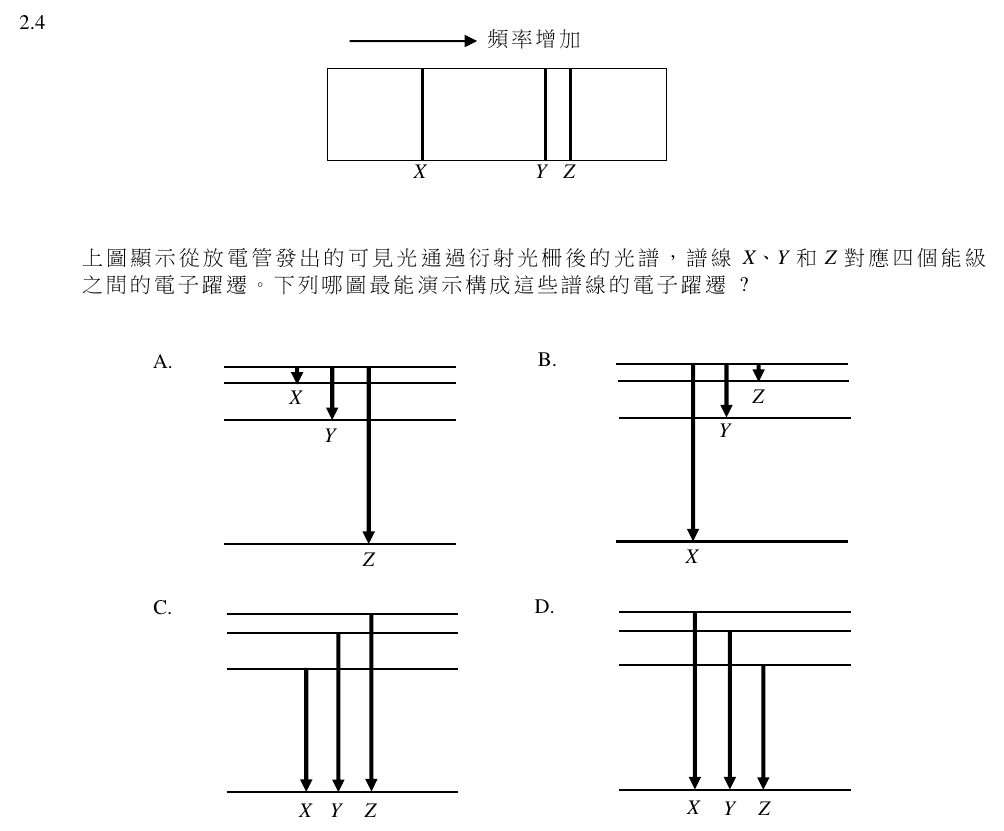 2.4
頻率增加
X
Y Z
上圖顯示從放電管發出的可見光通過衍射光柵後的光譜，譜線 X、Y 和 Z 對應四個能級
之間的電子躍遷。下列哪圖最能演示構成這些譜線的電子躍遷 ?
A.
X
Y
Z
B.
Z
Y
X
C.
X Y Z
D.
X Y Z